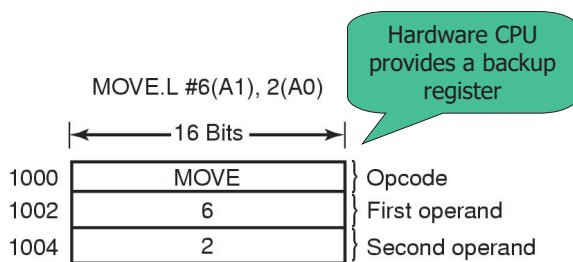 Hardware CPU
provides a backup
register
MOVE.L #6(A1), 2(A0)
16 Bits
1000 MOVE } Opcode
1002 6 } First operand
1004 2 } Second operand